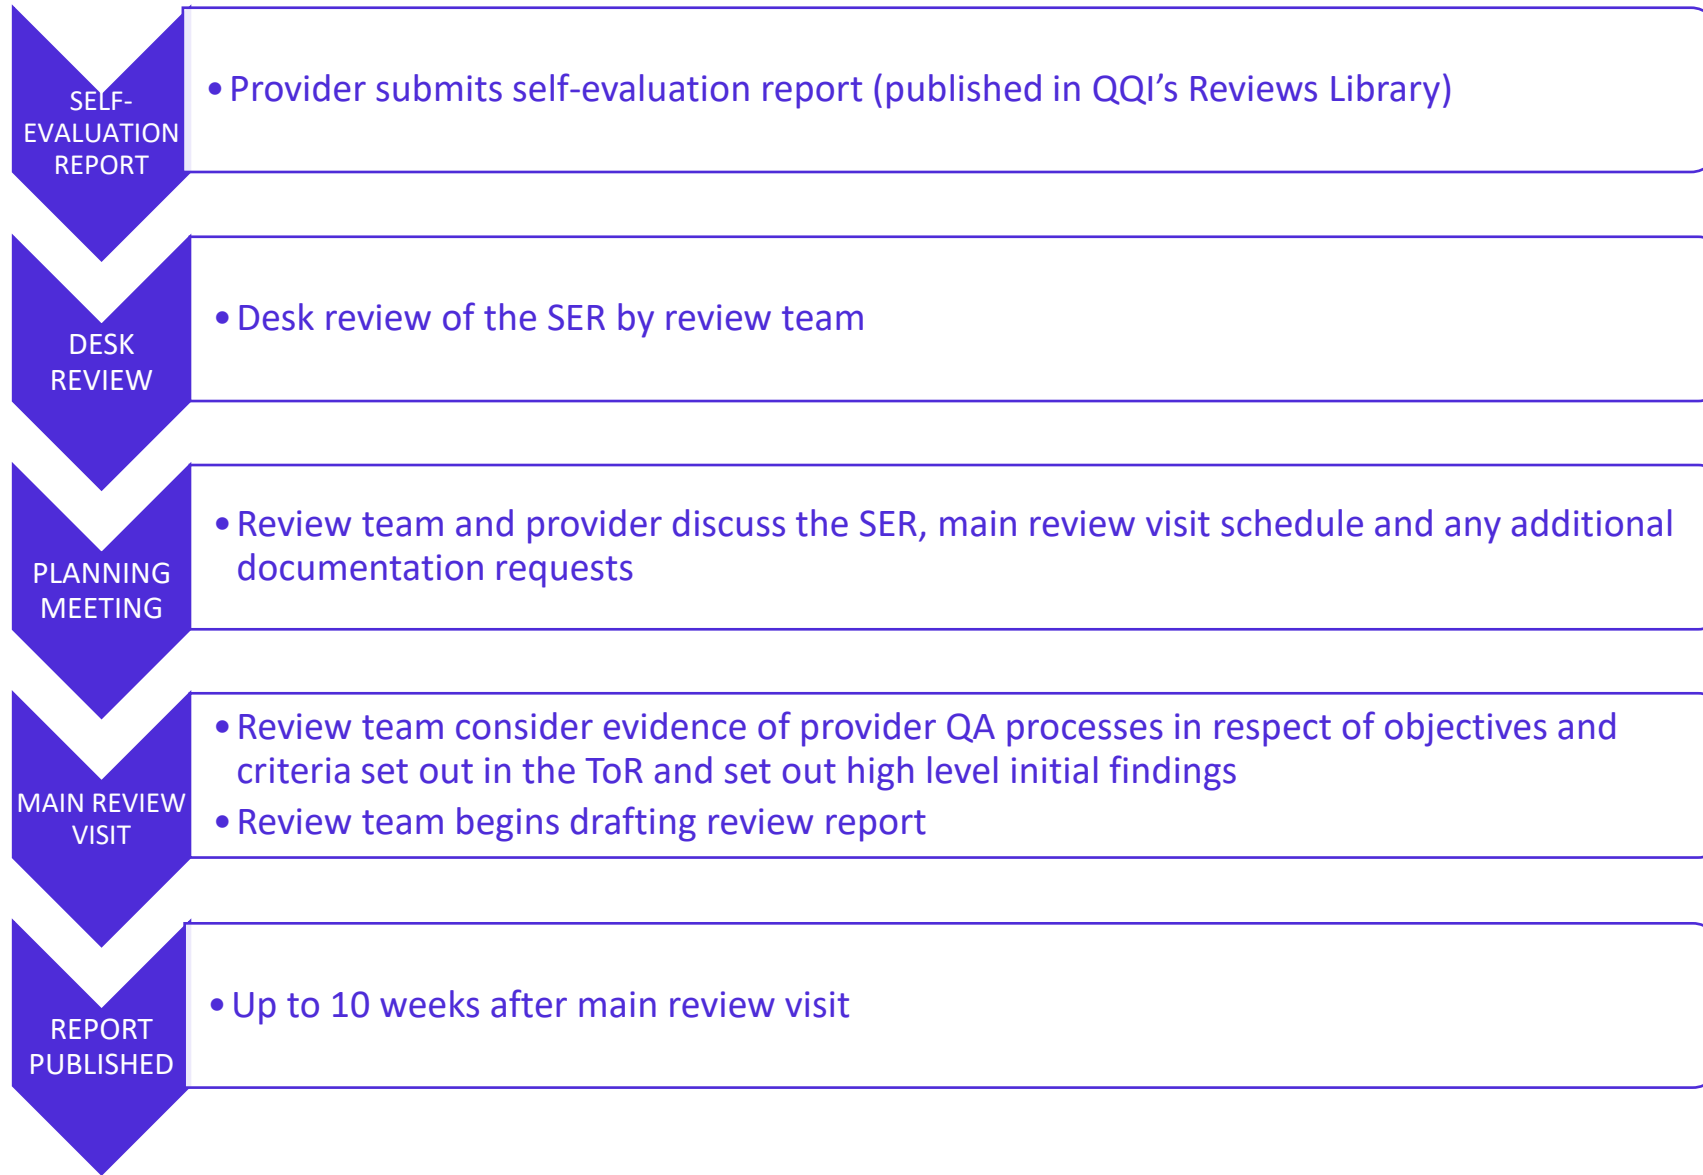 SELF-
EVALUATION
REPORT
• Provider submits self-evaluation report (published in QQI’s Reviews Library)
DESK
REVIEW
• Desk review of the SER by review team
PLANNING
MEETING
• Review team and provider discuss the SER, main review visit schedule and any additional
documentation requests
MAIN REVIEW
VISIT
• Review team consider evidence of provider QA processes in respect of objectives and
criteria set out in the ToR and set out high level initial findings
• Review team begins drafting review report
REPORT
PUBLISHED
• Up to 10 weeks after main review visit